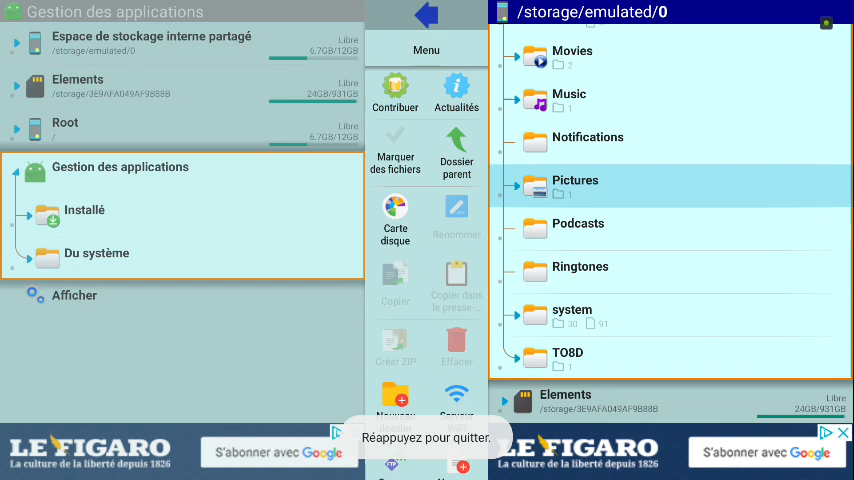 Gestion des applications
Espace de stockage interne partagé
/storage/emulated/0
Libre
6.7GB/12GB
Elements
/storage/3E9AFA049AF9B88B
Libre
24GB/931GB
Root
/
Libre
6.7GB/12GB
Gestion des applications
Installé
Du système
Afficher
LE FIGARO
La culture de la liberté depuis 1826
S'abonner avec Google
Menu
Contribuer
Actualités
Marquer
des fichiers
Dossier
parent
Carte
disque
Renommer
Copier
Copier dans
le presse-...
Créer ZIP
Effacer
Nouveau
dossier
Serveur
WiFi
FTP
Réappuyez pour quitter.
/storage/emulated/0
Movies
2
Music
1
Notifications
Pictures
1
Podcasts
Ringtones
system
30 91
TO8D
1
Elements
/storage/3E9AFA049AF9B88B
Libre
24GB/931GB
LE FIGARO
La culture de la liberté depuis 1826
S'abonner avec Google